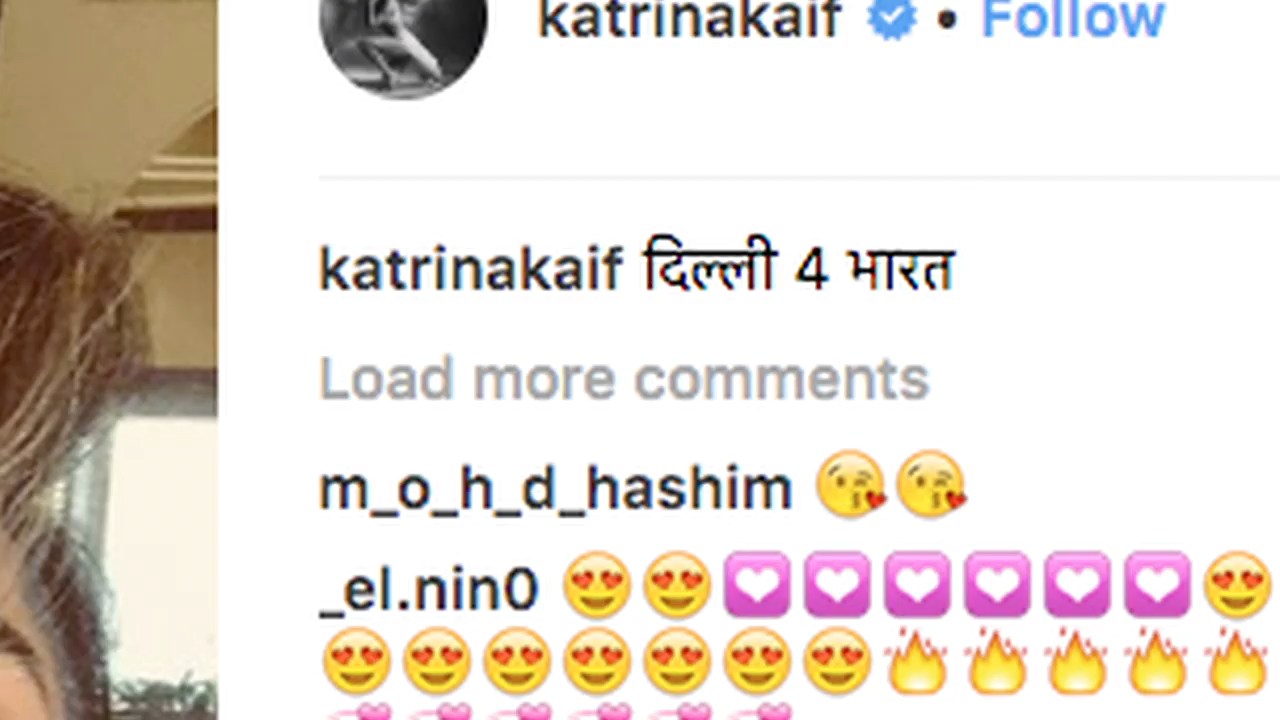 katrinakaif • Follow
katrinakaif दिल्ली 4 भारत
Load more comments
m_o_h_d_hashim 😘😘
_el.nin0 😍😍💟💟💟💟💟💟😍
😍😍😍😍😍😍😍🔥🔥🔥🔥🔥